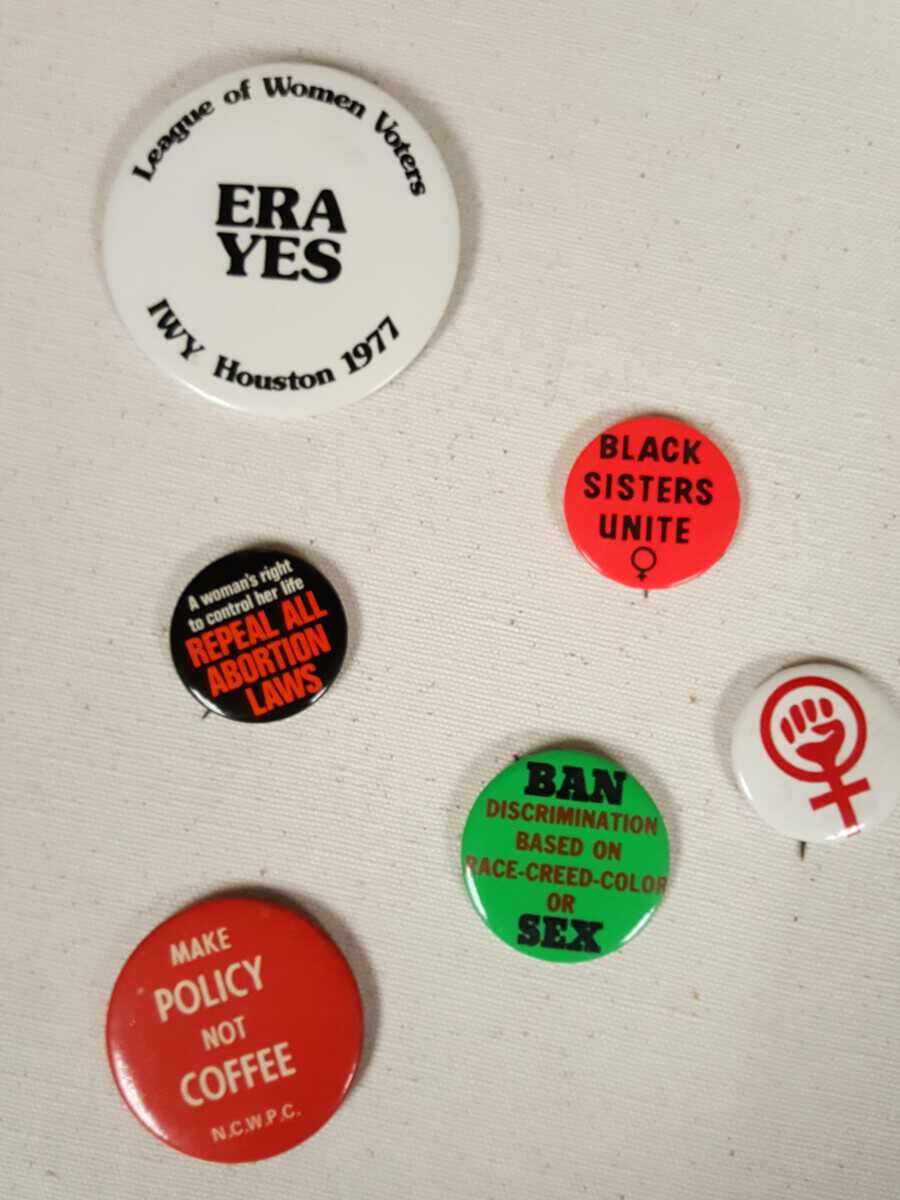 League of Women Voters
ERA
YES
IWY Houston 1977
BLACK
SISTERS
UNITE
A woman's right
to control her life
REPEAL ALL
ABORTION
LAWS
BAN
DISCRIMINATION
BASED ON
RACE-CREED-COLOR
OR
SEX
MAKE
POLICY
NOT
COFFEE
N.C.W.P.C.